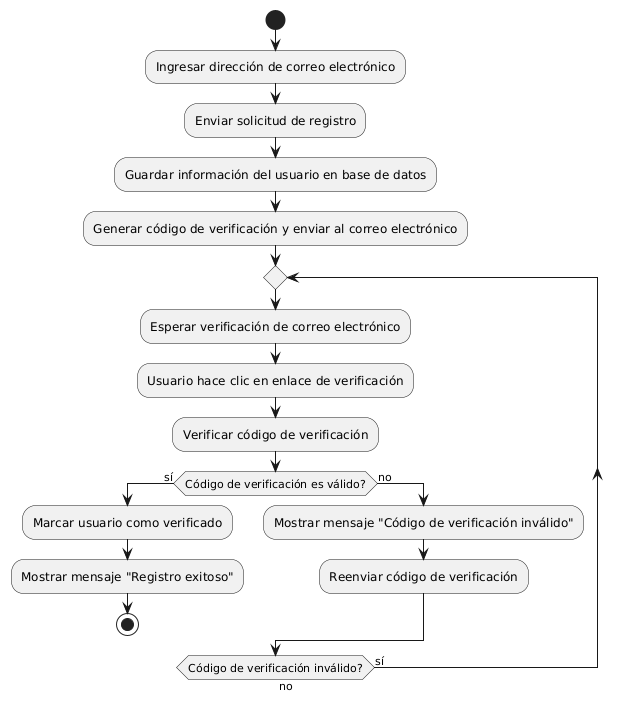 Ingresar dirección de correo electrónico
Enviar solicitud de registro
Guardar información del usuario en base de datos
Generar código de verificación y enviar al correo electrónico
Esperar verificación de correo electrónico
Usuario hace clic en enlace de verificación
Verificar código de verificación
sí
Código de verificación es válido?
no
Marcar usuario como verificado
Mostrar mensaje "Código de verificación inválido"
Mostrar mensaje "Registro exitoso"
Reenviar código de verificación
Código de verificación inválido?
sí
no